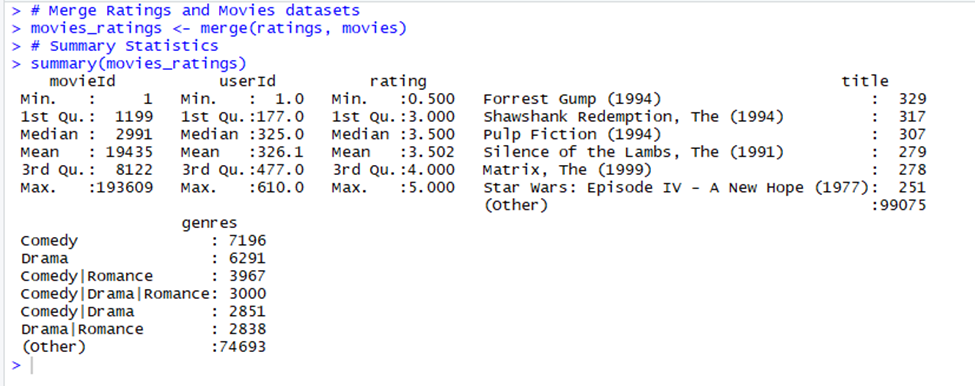 > # Merge Ratings and Movies datasets
> movies_ratings <- merge(ratings, movies)
> # Summary Statistics
> summary(movies_ratings)
movieId userId rating title
Min. : 1 Min. : 1.0 Min. :0.500 Forrest Gump (1994) : 329
1st Qu.: 1199 1st Qu.:177.0 1st Qu.:3.000 Shawshank Redemption, The (1994) : 317
Median : 2991 Median :325.0 Median :3.500 Pulp Fiction (1994) : 307
Mean : 19435 Mean :326.1 Mean :3.502 Silence of the Lambs, The (1991) : 279
3rd Qu.: 8122 3rd Qu.:477.0 3rd Qu.:4.000 Matrix, The (1999) : 278
Max. :193609 Max. :610.0 Max. :5.000 Star Wars: Episode IV - A New Hope (1977): 251
(Other) :99075
genres
Comedy : 7196
Drama : 6291
Comedy|Romance : 3967
Comedy|Drama|Romance: 3000
Comedy|Drama : 2851
Drama|Romance : 2838
(Other) :74693
>